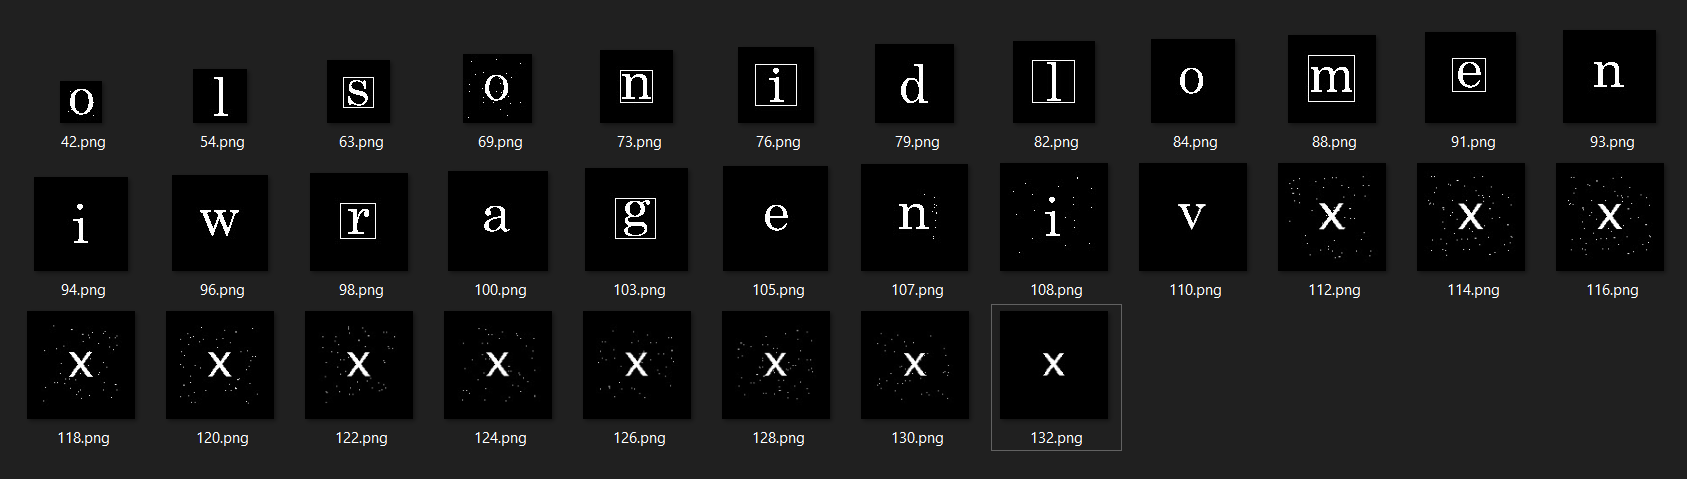 o l s o n i d l o m e n
42.png 54.png 63.png 69.png 73.png 76.png 79.png 82.png 84.png 88.png 91.png 93.png
i w r a g e n i v x x x
94.png 96.png 98.png 100.png 103.png 105.png 107.png 108.png 110.png 112.png 114.png 116.png
x x x x x x x x
118.png 120.png 122.png 124.png 126.png 128.png 130.png 132.png